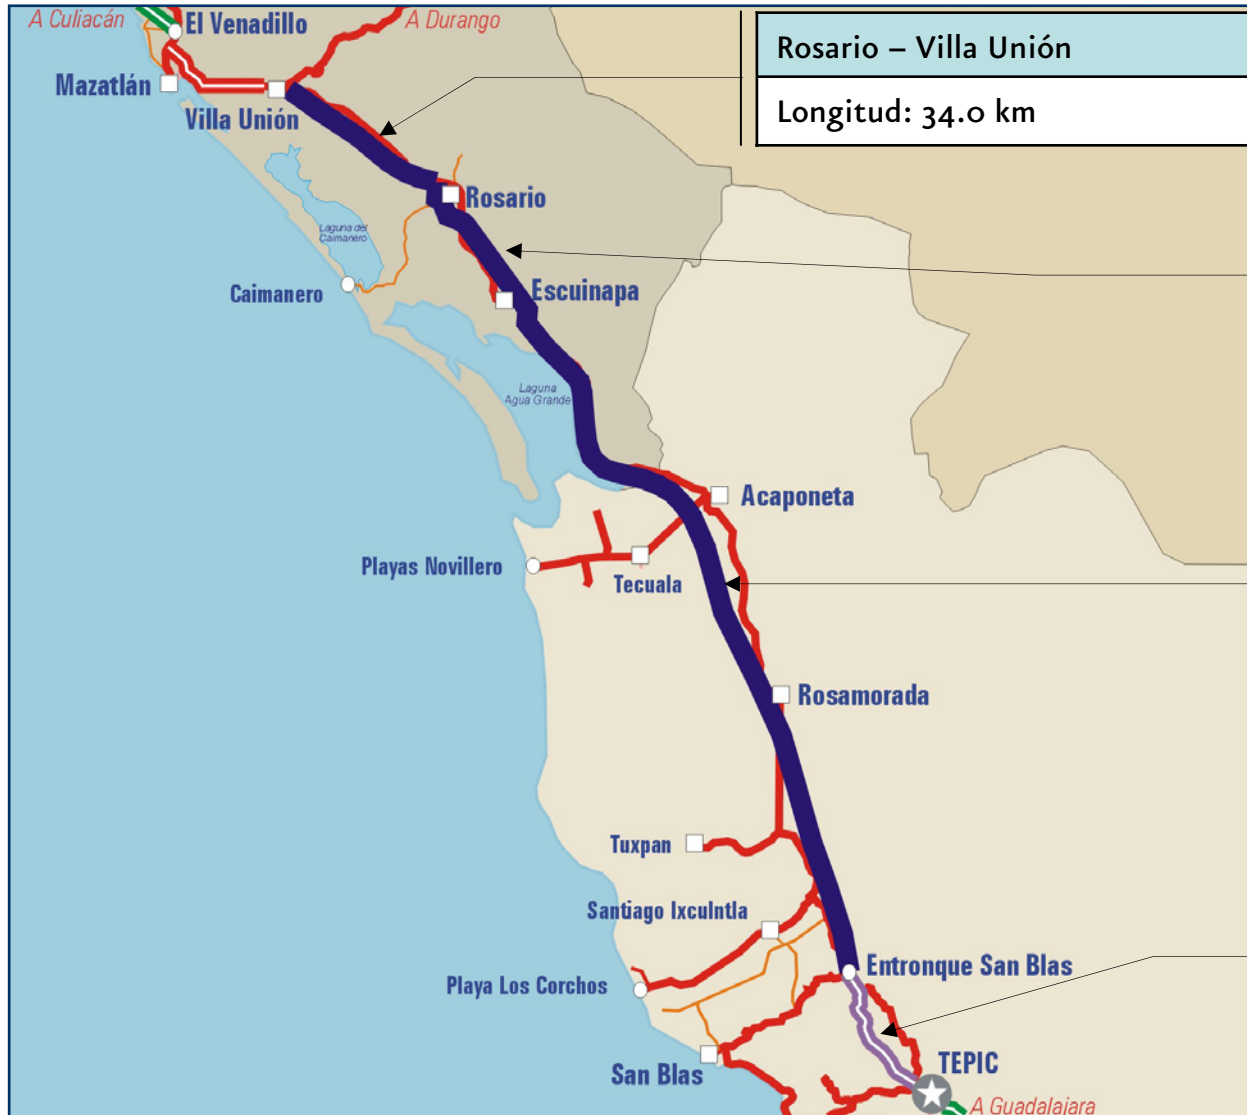 A Culiacán
El Venadillo
A Durango
Rosario – Villa Unión
Mazatlán
Longitud: 34.0 km
Villa Unión
Rosario
Laguna del
Caimanero
Caimanero
Escuinapa
Laguna
Agua Grande
Acaponeta
Playas Novillero
Tecuala
Rosamorada
Tuxpan
Santiago Ixcuintla
Entronque San Blas
Playa Los Corchos
TEPIC
San Blas
A Guadalajara